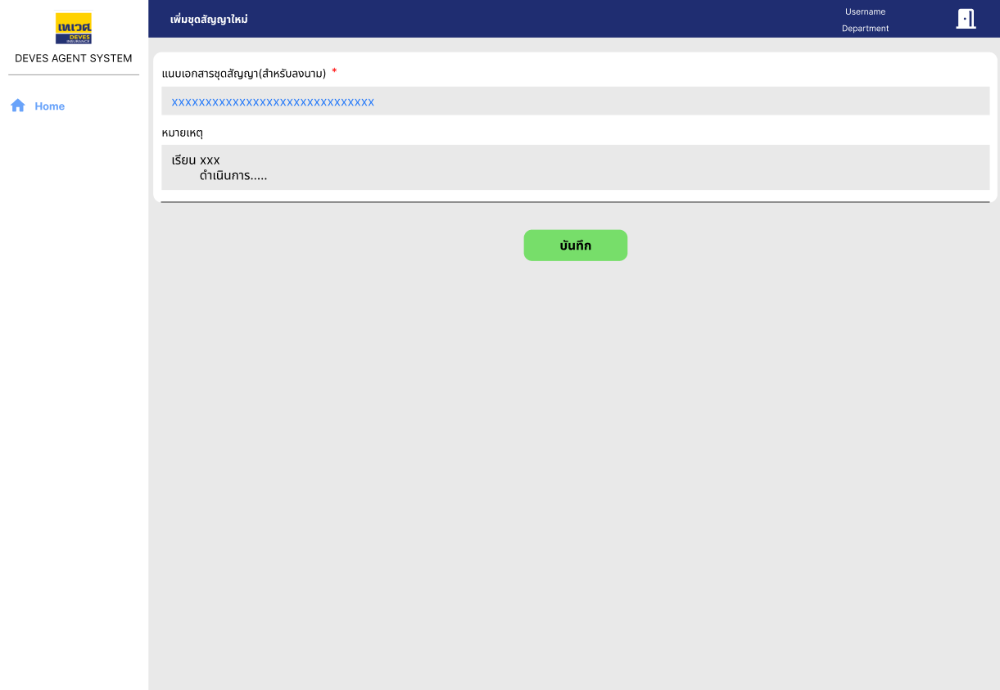 เทเวศ
DEVES
INSURANCE
DEVES AGENT SYSTEM
Home
เพิ่มชุดสัญญาใหม่
Username
Department
แนบเอกสารชุดสัญญา(สำหรับลงนาม) *
xxxxxxxxxxxxxxxxxxxxxxxxxxxxxx
หมายเหตุ
เรียน xxx
ดำเนินการ.....
บันทึก